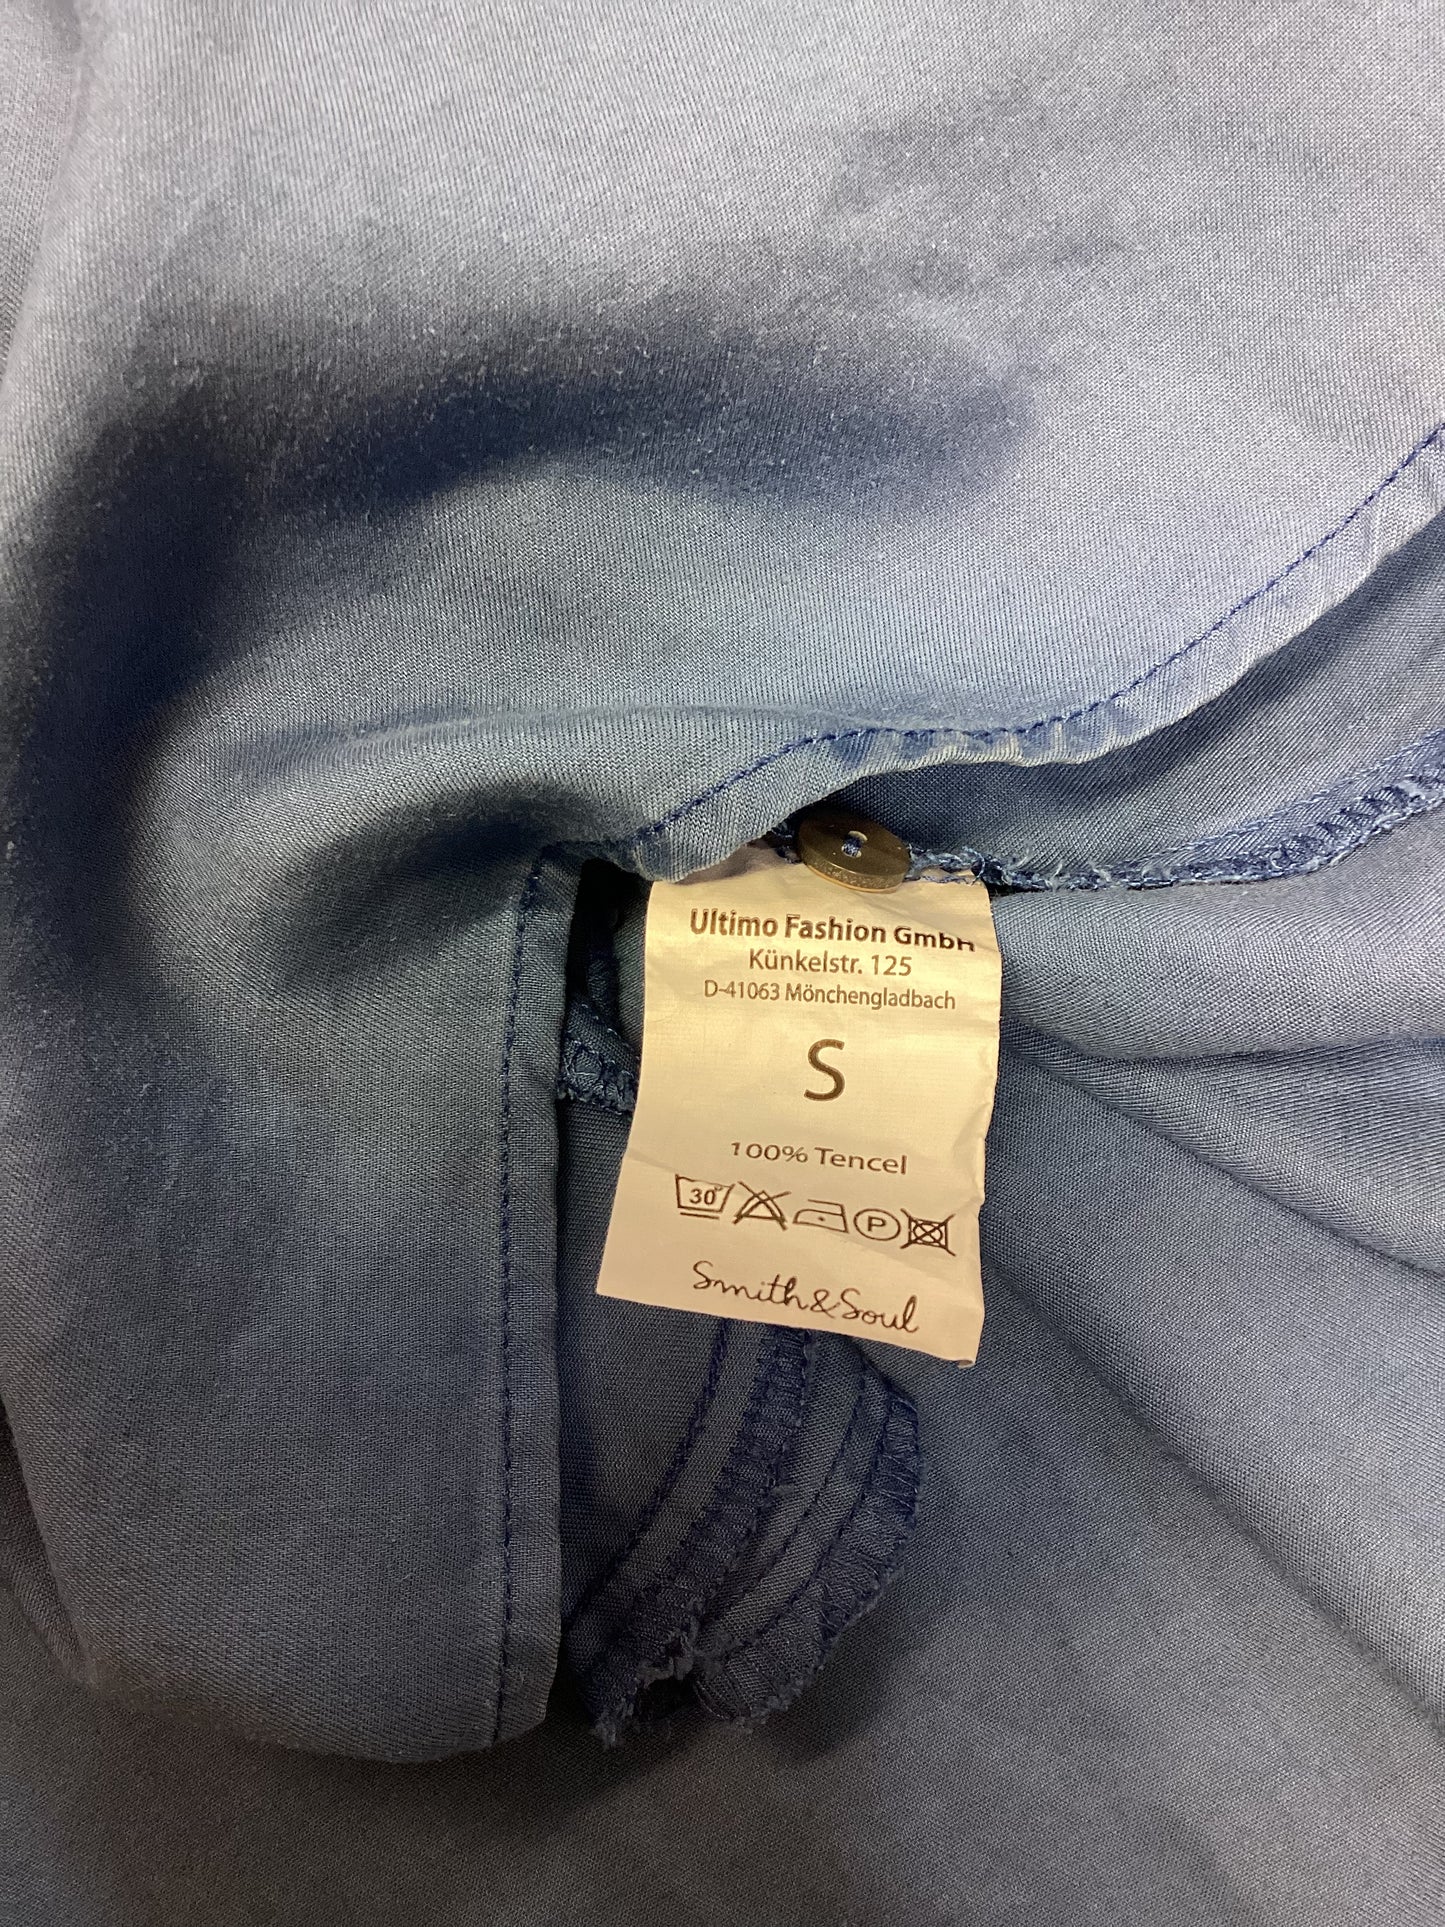 Ultimo Fashion GmbH
Künkelstr. 125
D-41063 Mönchengladbach
S
100% Tencel
30° P
Smith&Soul